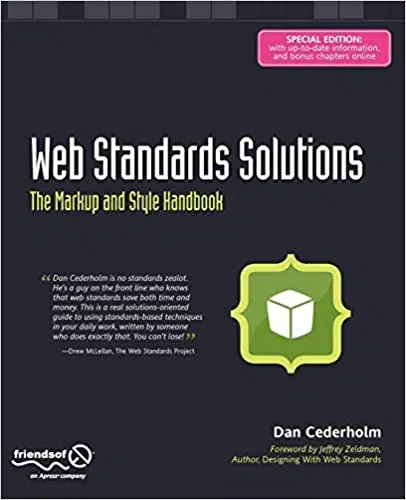 SPECIAL EDITION:
with up-to-date information,
and bonus chapters online
Web Standards Solutions
The Markup and Style Handbook
“ Dan Cederholm is no standards zealot.
He's a guy on the front line who knows
that web standards save both time and
money. This is a real solutions-oriented
guide to using standards-based techniques
in your daily work, written by someone
who does exactly that. You can't lose! ”
—Drew McLellan, The Web Standards Project
Dan Cederholm
Foreword by Jeffrey Zeldman,
Author, Designing With Web Standards
friendsof
an Apress company